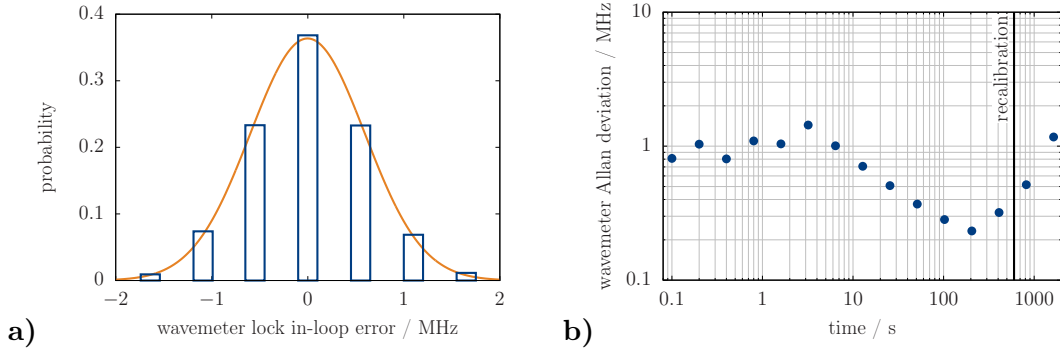 0.4
0.3
0.2
0.1
0
probability
−2
−1
0
1
2
wavemeter lock in-loop error / MHz
a)
10
1
0.1
wavemeter Allan deviation / MHz
recalibration
0.1
1
10
100
1000
time / s
b)